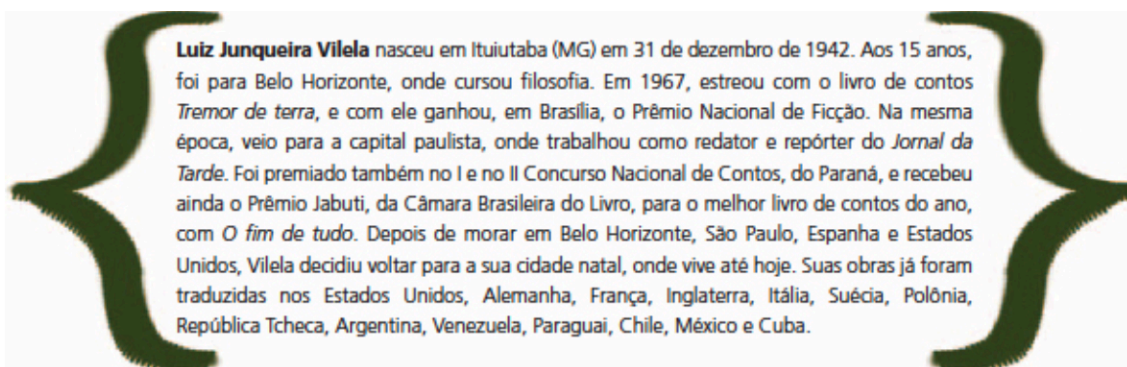 Luiz Junqueira Vilela nasceu em Ituiutaba (MG) em 31 de dezembro de 1942. Aos 15 anos,
foi para Belo Horizonte, onde cursou filosofia. Em 1967, estreou com o livro de contos
Tremor de terra, e com ele ganhou, em Brasília, o Prêmio Nacional de Ficção. Na mesma
época, veio para a capital paulista, onde trabalhou como redator e repórter do Jornal da
Tarde. Foi premiado também no I e no II Concurso Nacional de Contos, do Paraná, e recebeu
ainda o Prêmio Jabuti, da Câmara Brasileira do Livro, para o melhor livro de contos do ano,
com O fim de tudo. Depois de morar em Belo Horizonte, São Paulo, Espanha e Estados
Unidos, Vilela decidiu voltar para a sua cidade natal, onde vive até hoje. Suas obras já foram
traduzidas nos Estados Unidos, Alemanha, França, Inglaterra, Itália, Suécia, Polônia,
República Tcheca, Argentina, Venezuela, Paraguai, Chile, México e Cuba.